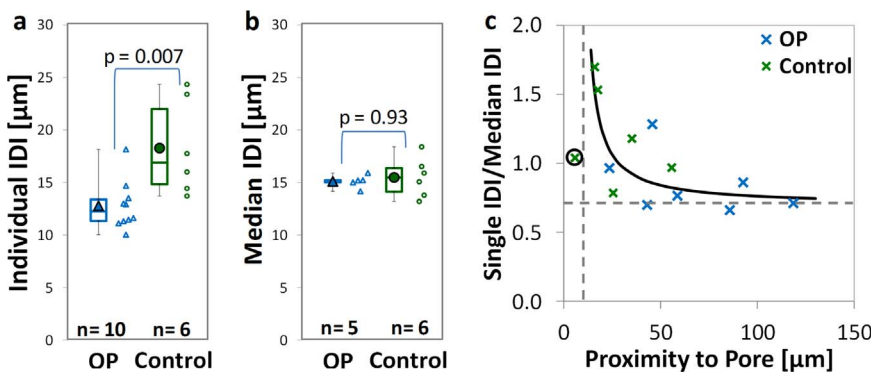 a
Individual IDI [µm]
30
25
20
15
10
5
0
p = 0.007
n= 10 n= 6
OP Control
b
Median IDI [µm]
30
25
20
15
10
5
0
p = 0.93
n= 5 n= 6
OP Control
c
Single IDI/Median IDI
2.0
1.5
1.0
0.5
0.0
OP
Control
0 50 100 150
Proximity to Pore [µm]